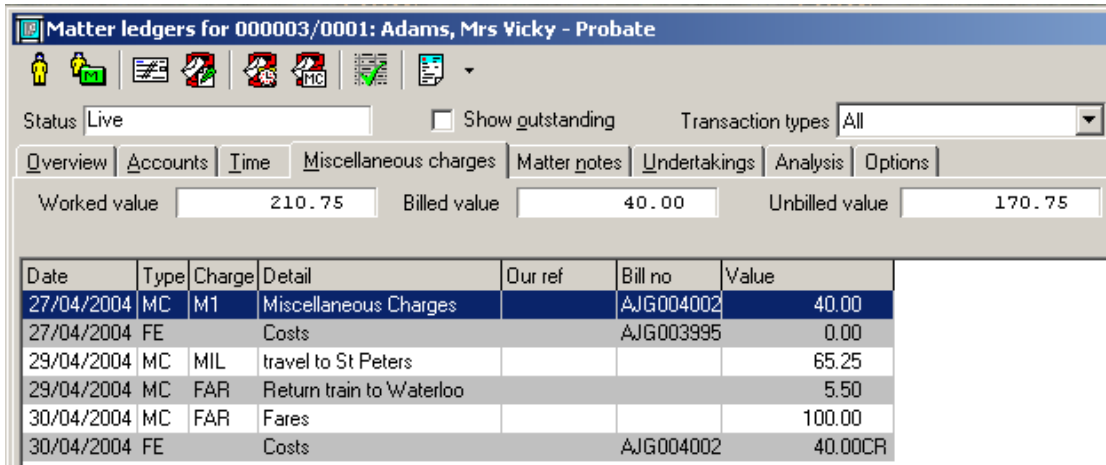 Matter ledgers for 000003/0001: Adams, Mrs Vicky - Probate
M MC
Status Live Show outstanding Transaction types All
Overview Accounts Time Miscellaneous charges Matter notes Undertakings Analysis Options
Worked value 210.75 Billed value 40.00 Unbilled value 170.75
Date Type Charge Detail Our ref Bill no Value
27/04/2004 MC M1 Miscellaneous Charges AJG004002 40.00
27/04/2004 FE Costs AJG003995 0.00
29/04/2004 MC MIL travel to St Peters 65.25
29/04/2004 MC FAR Return train to Waterloo 5.50
30/04/2004 MC FAR Fares 100.00
30/04/2004 FE Costs AJG004002 40.00CR